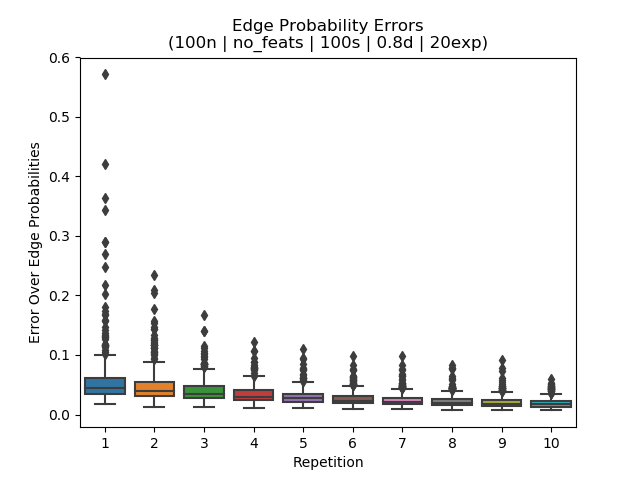 Edge Probability Errors
(100n | no_feats | 100s | 0.8d | 20exp)
Error Over Edge Probabilities
0.6
0.5
0.4
0.3
0.2
0.1
0.0
1 2 3 4 5 6 7 8 9 10
Repetition